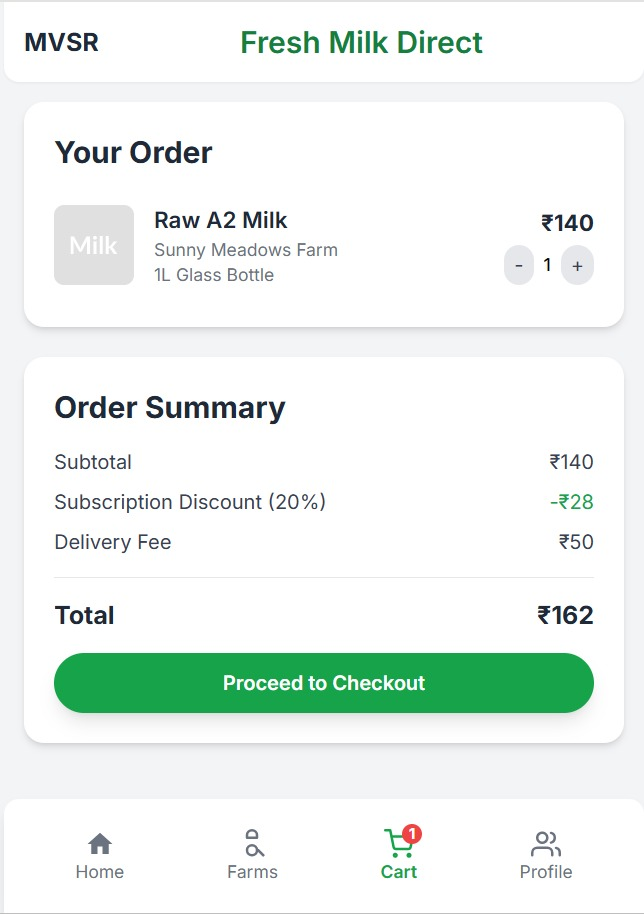 MVSR
Fresh Milk Direct
Your Order
Milk
Raw A2 Milk
Sunny Meadows Farm
1L Glass Bottle
₹140
- 1 +
Order Summary
Subtotal ₹140
Subscription Discount (20%) -₹28
Delivery Fee ₹50
Total ₹162
Proceed to Checkout
1
Home Farms Cart Profile